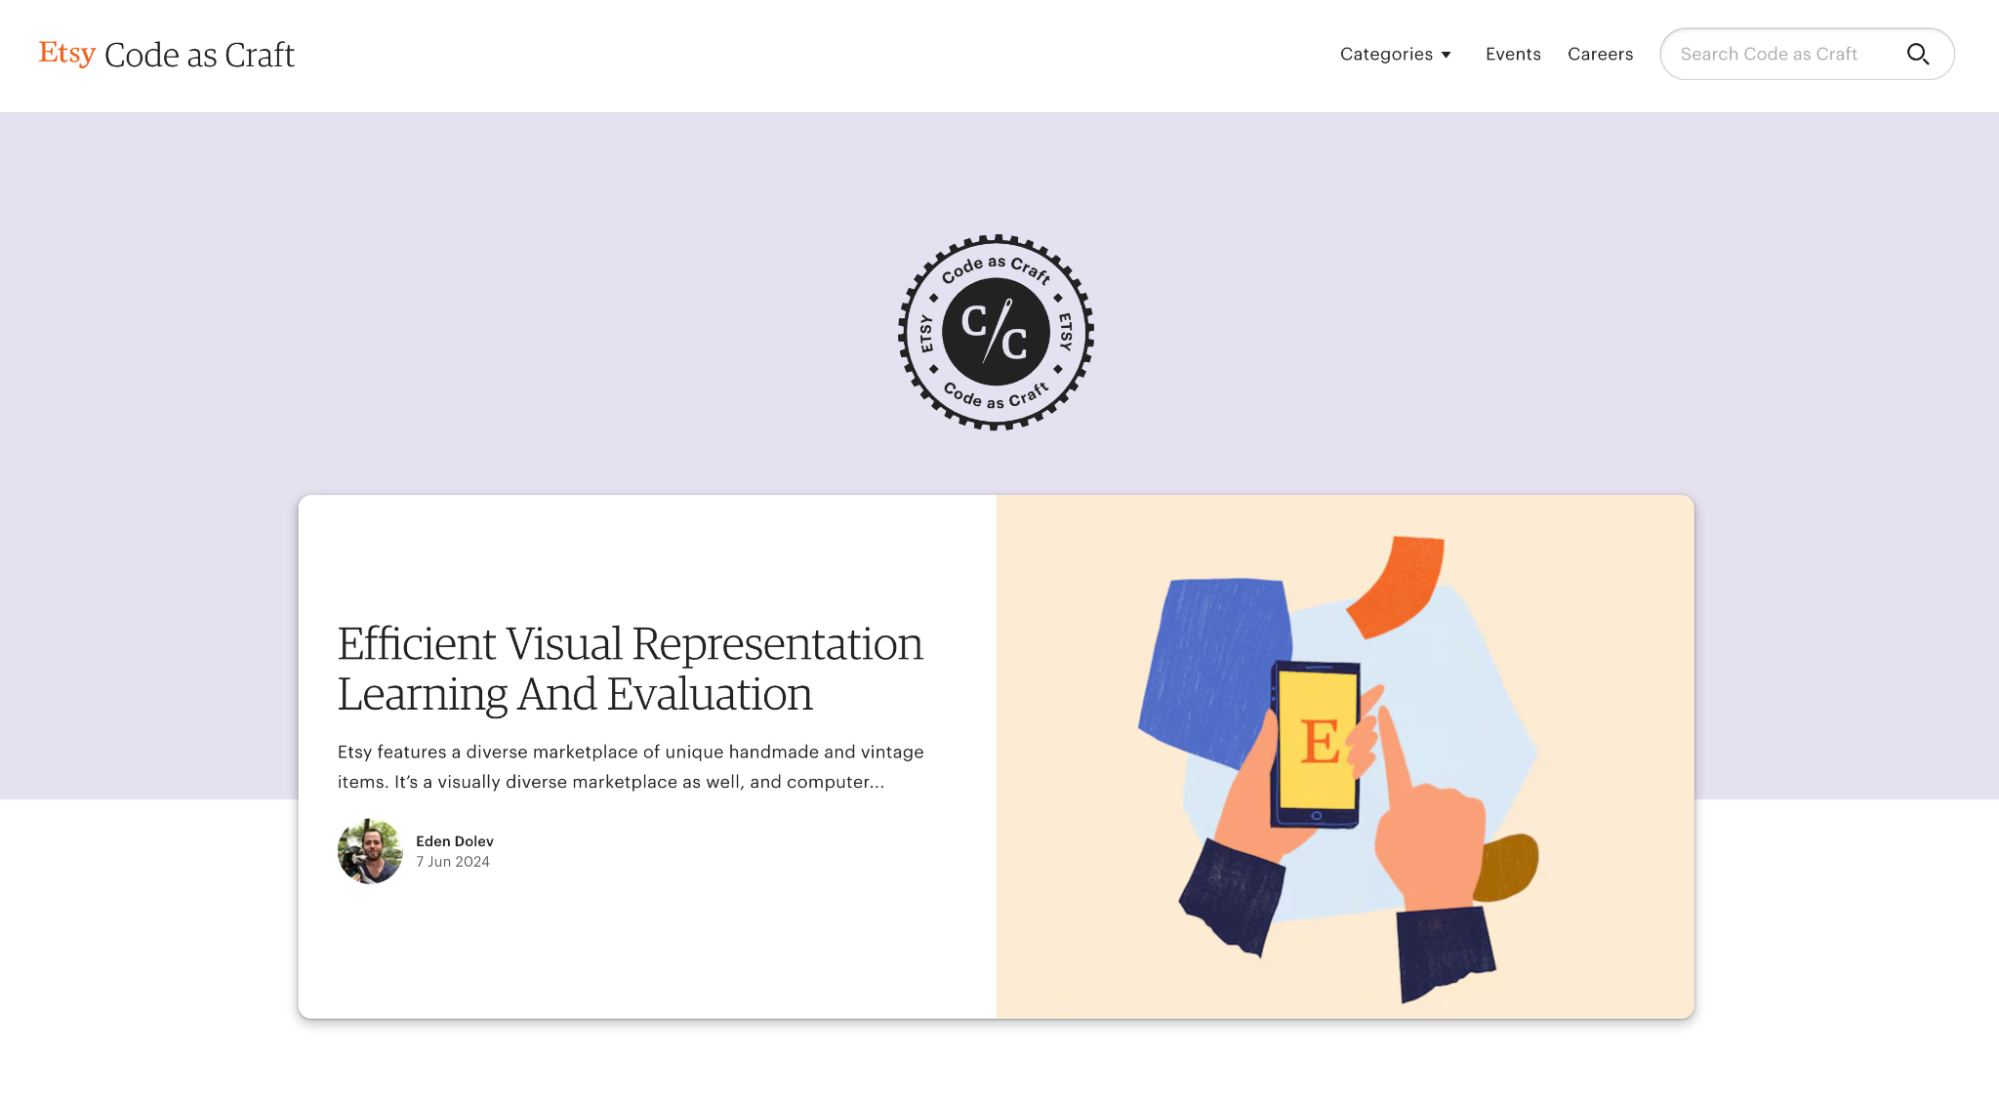 Etsy Code as Craft
Categories
Events
Careers
Search Code as Craft
Code as Craft
ETSY
C/C
ETSY
Code as Craft
Efficient Visual Representation
Learning And Evaluation
Etsy features a diverse marketplace of unique handmade and vintage
items. It’s a visually diverse marketplace as well, and computer...
Eden Dolev
7 Jun 2024
E